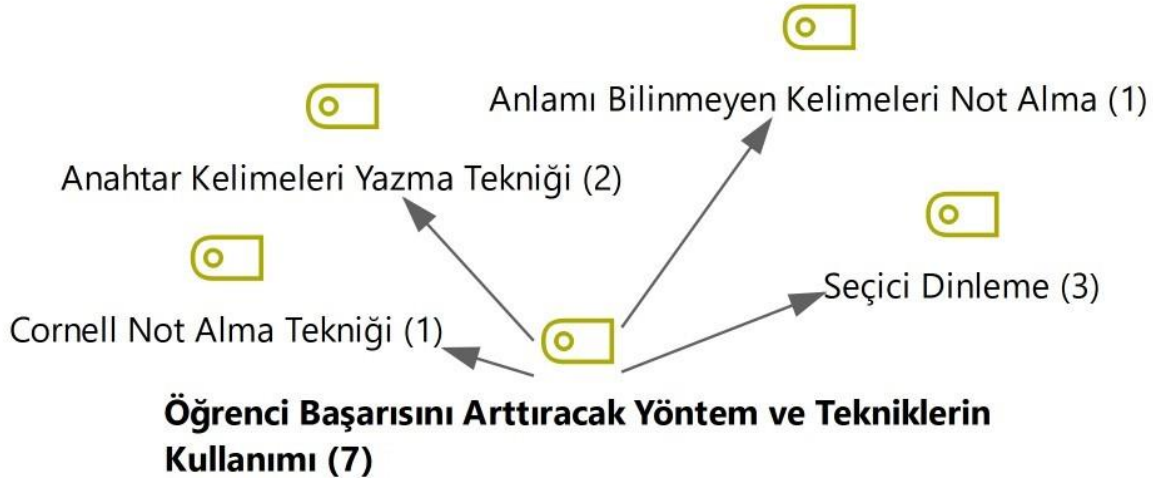 Anlamı Bilinmeyen Kelimeleri Not Alma (1)
Anahtar Kelimeleri Yazma Tekniği (2)
Seçici Dinleme (3)
Cornell Not Alma Tekniği (1)
Öğrenci Başarısını Arttıracak Yöntem ve Tekniklerin
Kullanımı (7)